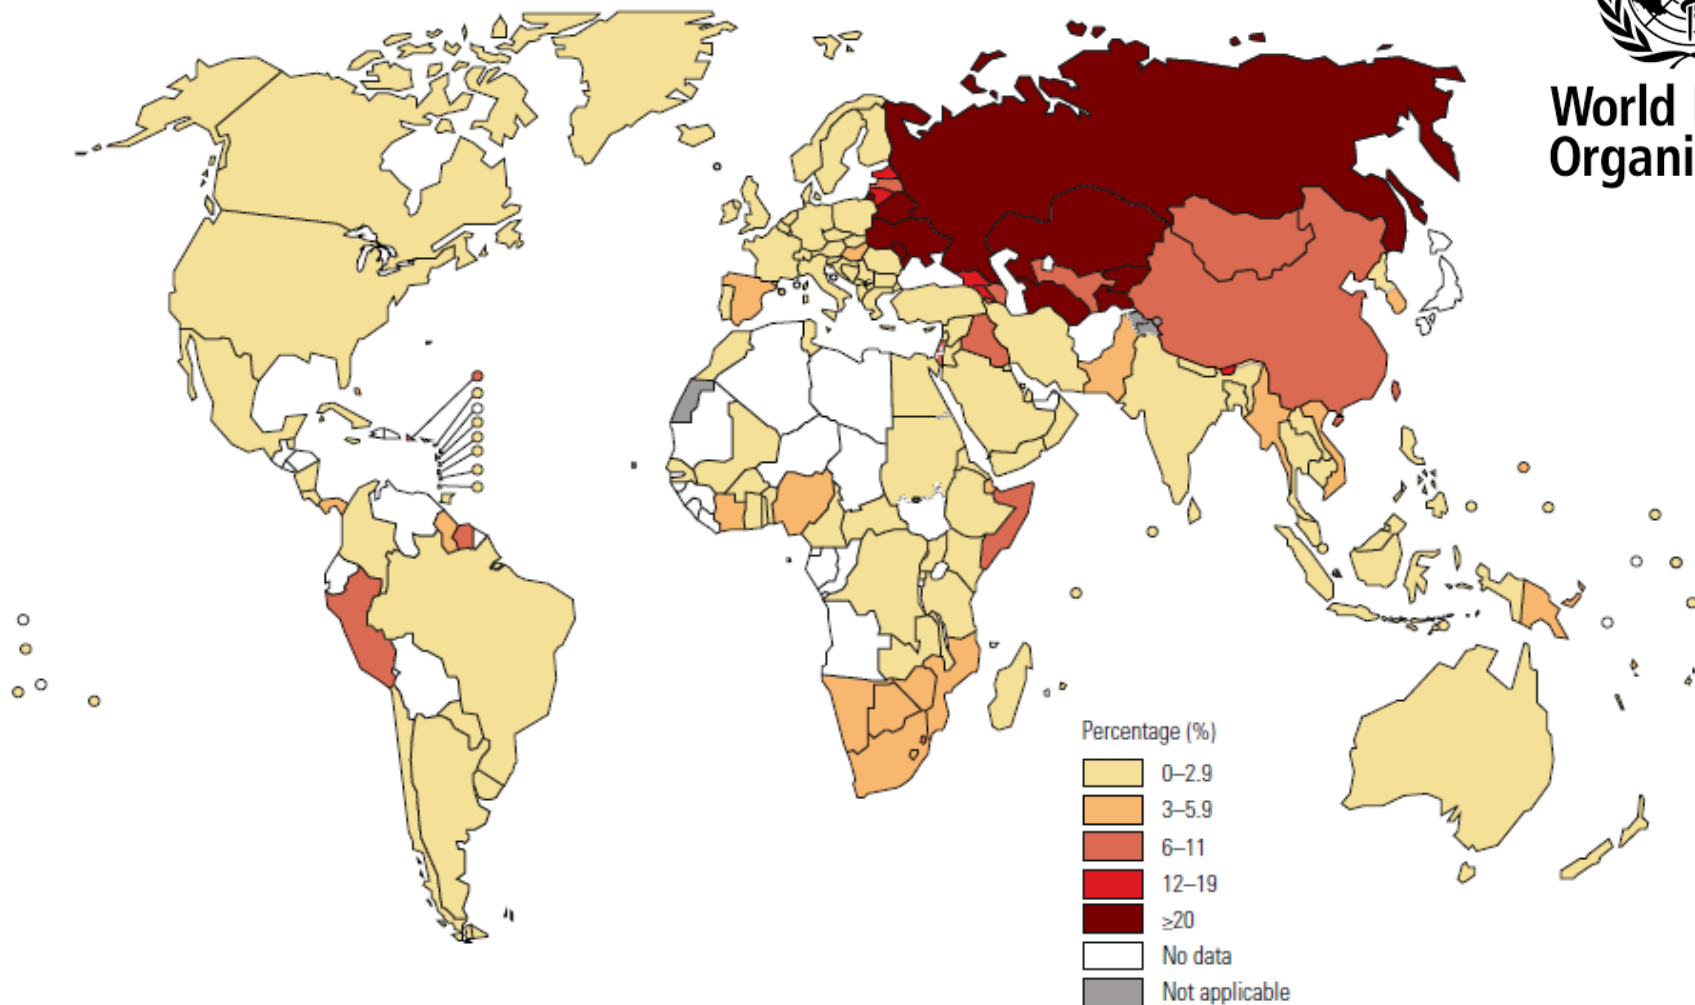 World
Organi
Percentage (%)
0–2.9
3–5.9
6–11
12–19
≥20
No data
Not applicable